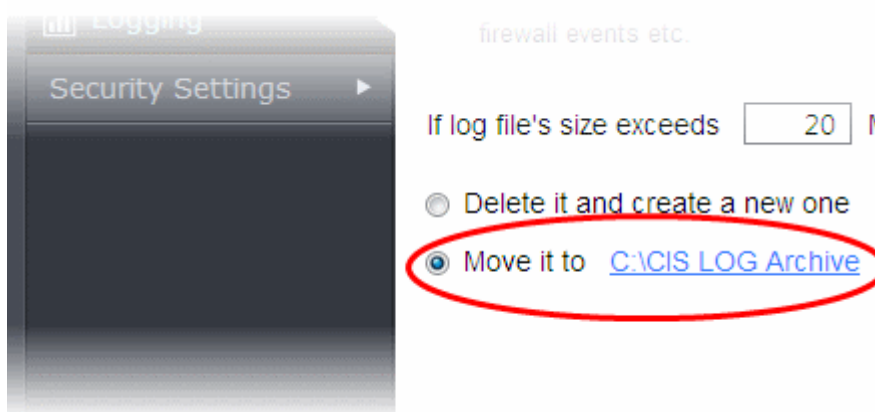 Logging
Security Settings
firewall events etc.
If log file's size exceeds 20
Delete it and create a new one
Move it to C:\CIS LOG Archive